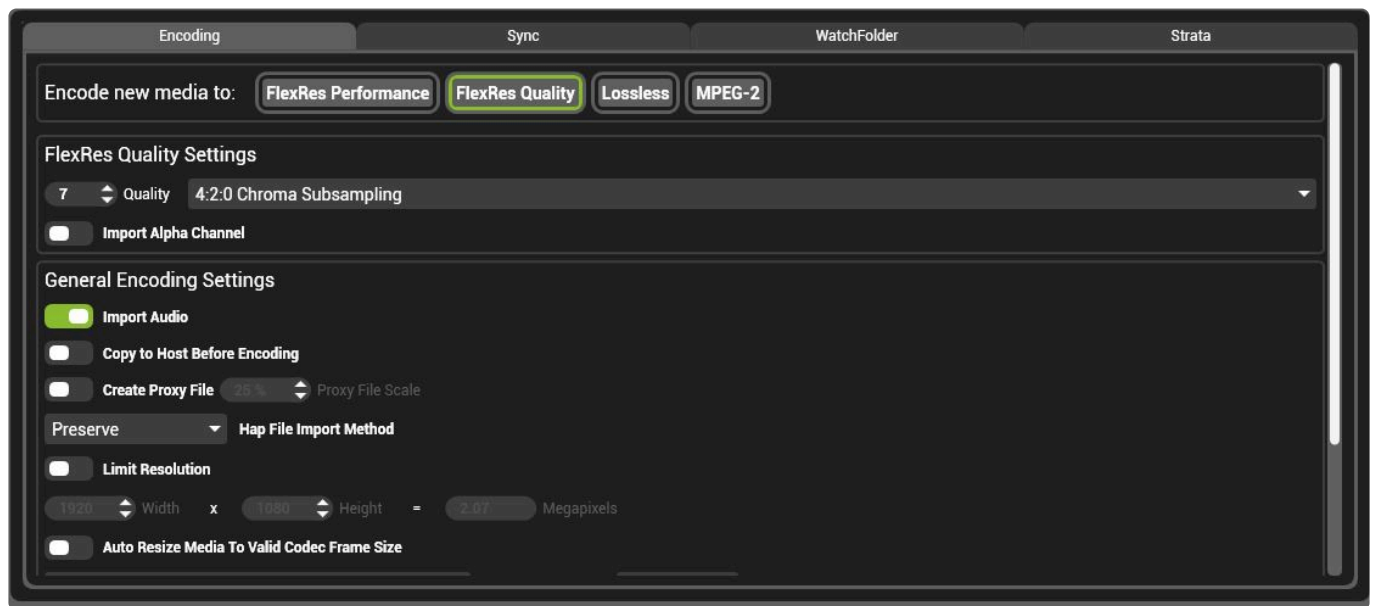 Encoding Sync WatchFolder Strata
Encode new media to: FlexRes Performance FlexRes Quality Lossless MPEG-2
FlexRes Quality Settings
7 Quality 4:2:0 Chroma Subsampling
Import Alpha Channel
General Encoding Settings
Import Audio
Copy to Host Before Encoding
Create Proxy File 25 % Proxy File Scale
Preserve Hap File Import Method
Limit Resolution
1920 Width x 1080 Height = 2.07 Megapixels
Auto Resize Media To Valid Codec Frame Size